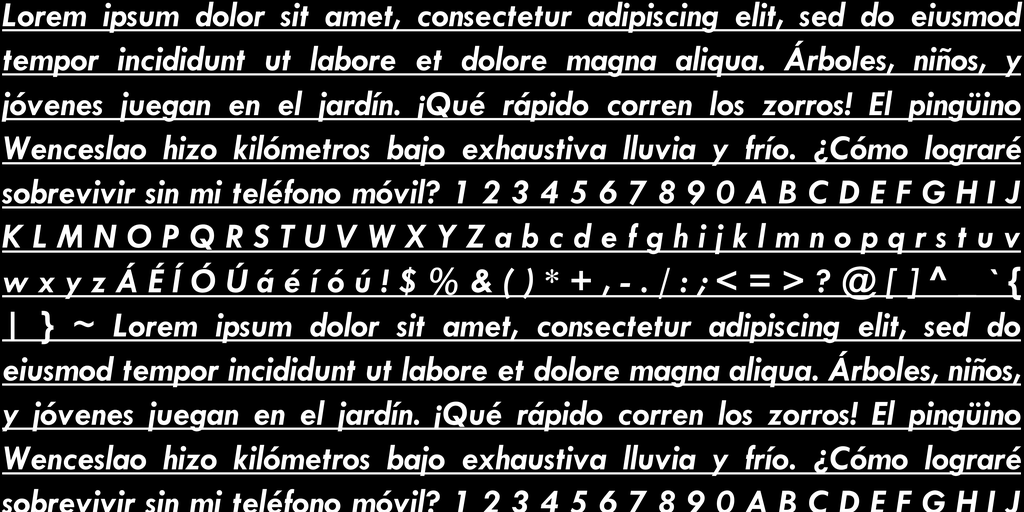 Lorem ipsum dolor sit amet, consectetur adipiscing elit, sed do eiusmod
tempor incididunt ut labore et dolore magna aliqua. Árboles, niños, y
jóvenes juegan en el jardín. ¡Qué rápido corren los zorros! El pingüino
Wenceslao hizo kilómetros bajo exhaustiva lluvia y frío. ¿Cómo lograré
sobrevivir sin mi teléfono móvil? 1 2 3 4 5 6 7 8 9 0 A B C D E F G H I J
K L M N O P Q R S T U V W X Y Z a b c d e f g h i j k l m n o p q r s t u v
w x y z Á É Í Ó Ú á é í ó ú ! $ % & ( ) * + , - . / : ; < = > ? @ [ ] ^ _ ` {
| } ~ Lorem ipsum dolor sit amet, consectetur adipiscing elit, sed do
eiusmod tempor incididunt ut labore et dolore magna aliqua. Árboles, niños,
y jóvenes juegan en el jardín. ¡Qué rápido corren los zorros! El pingüino
Wenceslao hizo kilómetros bajo exhaustiva lluvia y frío. ¿Cómo lograré
sobrevivir sin mi teléfono móvil? 1 2 3 4 5 6 7 8 9 0 A B C D E F G H I J